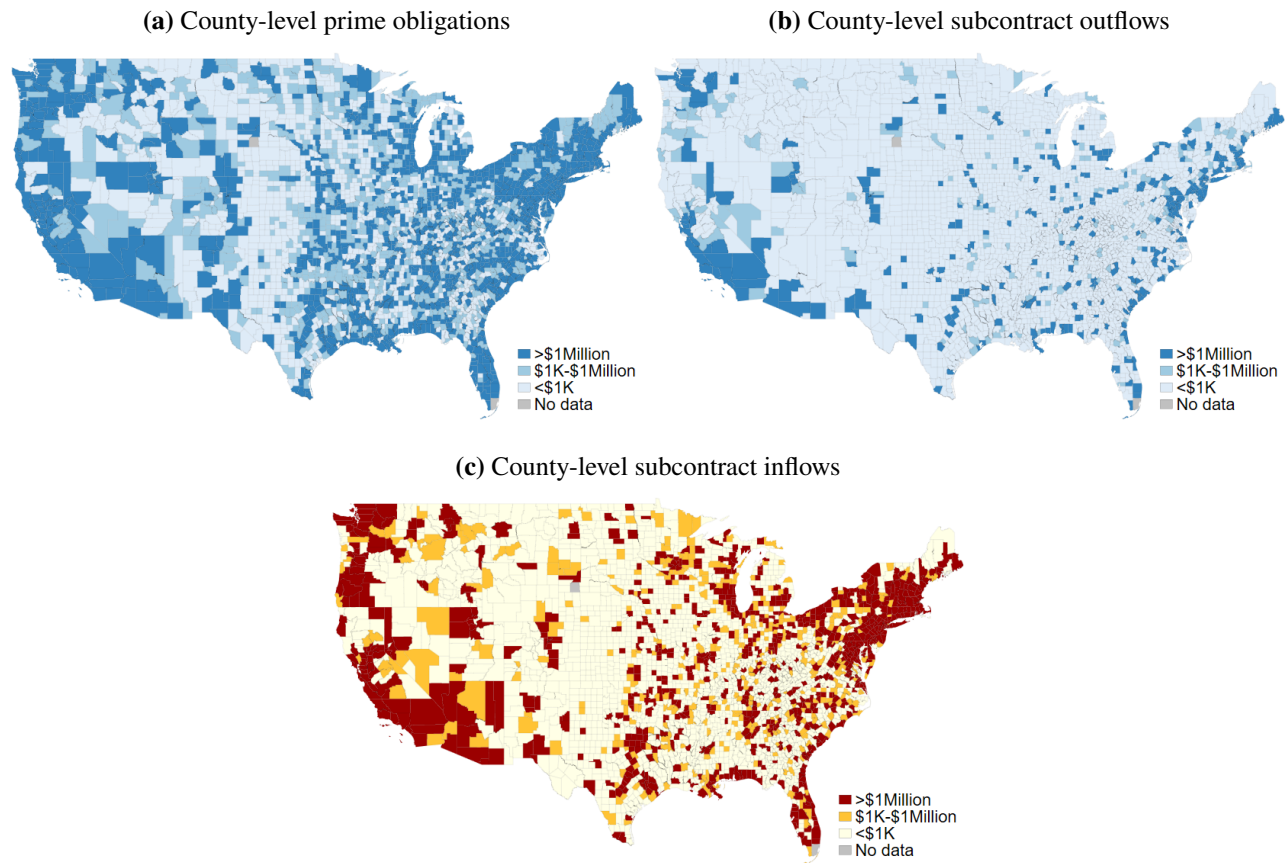 (a) County-level prime obligations
(b) County-level subcontract outflows
>$1Million
$1K-$1Million
<$1K
No data
>$1Million
$1K-$1Million
<$1K
No data
(c) County-level subcontract inflows
>$1Million
$1K-$1Million
<$1K
No data